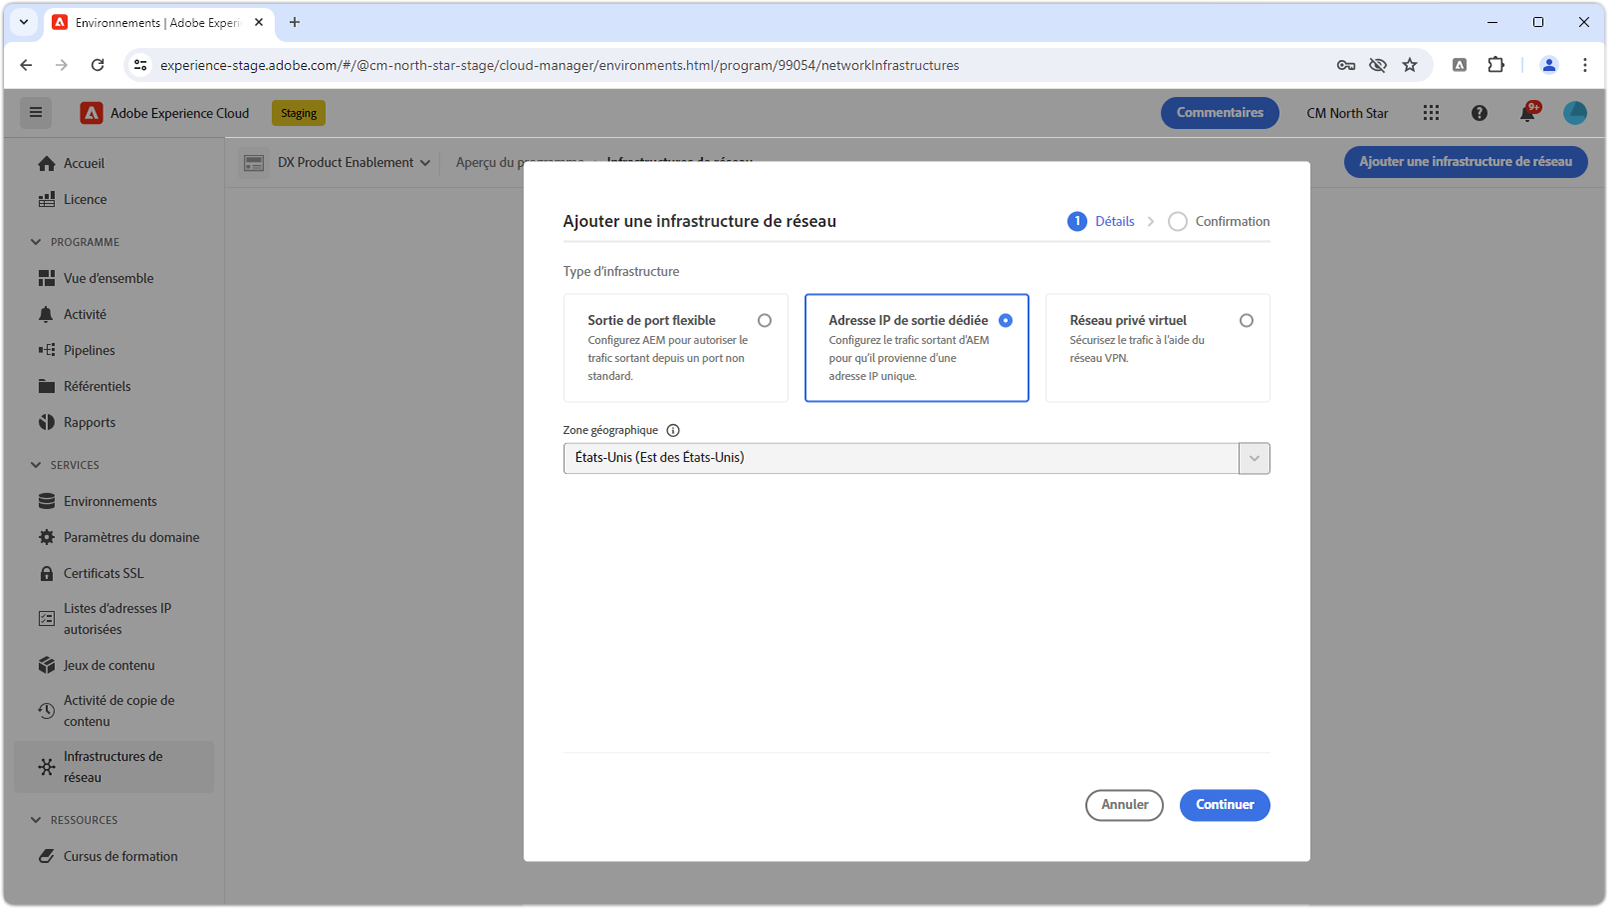 Environnements | Adobe Experi
experience-stage.adobe.com/#/@cm-north-star-stage/cloud-manager/environments.html/program/99054/networkInfrastructures
Adobe Experience Cloud
Staging
Commentaires
CM North Star
9+
Accueil
Licence
PROGRAMME
Vue d'ensemble
Activité
Pipelines
Référentiels
Rapports
SERVICES
Environnements
Paramètres du domaine
Certificats SSL
Listes d'adresses IP
autorisées
Jeux de contenu
Activité de copie de
contenu
Infrastructures de
réseau
RESSOURCES
Cursus de formation
DX Product Enablement
Aperçu du programme
Infrastructures de réseau
Ajouter une infrastructure de réseau
Ajouter une infrastructure de réseau
1 Détails
Confirmation
Type d'infrastructure
Sortie de port flexible
Configurez AEM pour autoriser le
trafic sortant depuis un port non
standard.
Adresse IP de sortie dédiée
Configurez le trafic sortant d'AEM
pour qu'il provienne d'une
adresse IP unique.
Réseau privé virtuel
Sécurisez le trafic à l'aide du
réseau VPN.
Zone géographique
États-Unis (Est des États-Unis)
Annuler
Continuer